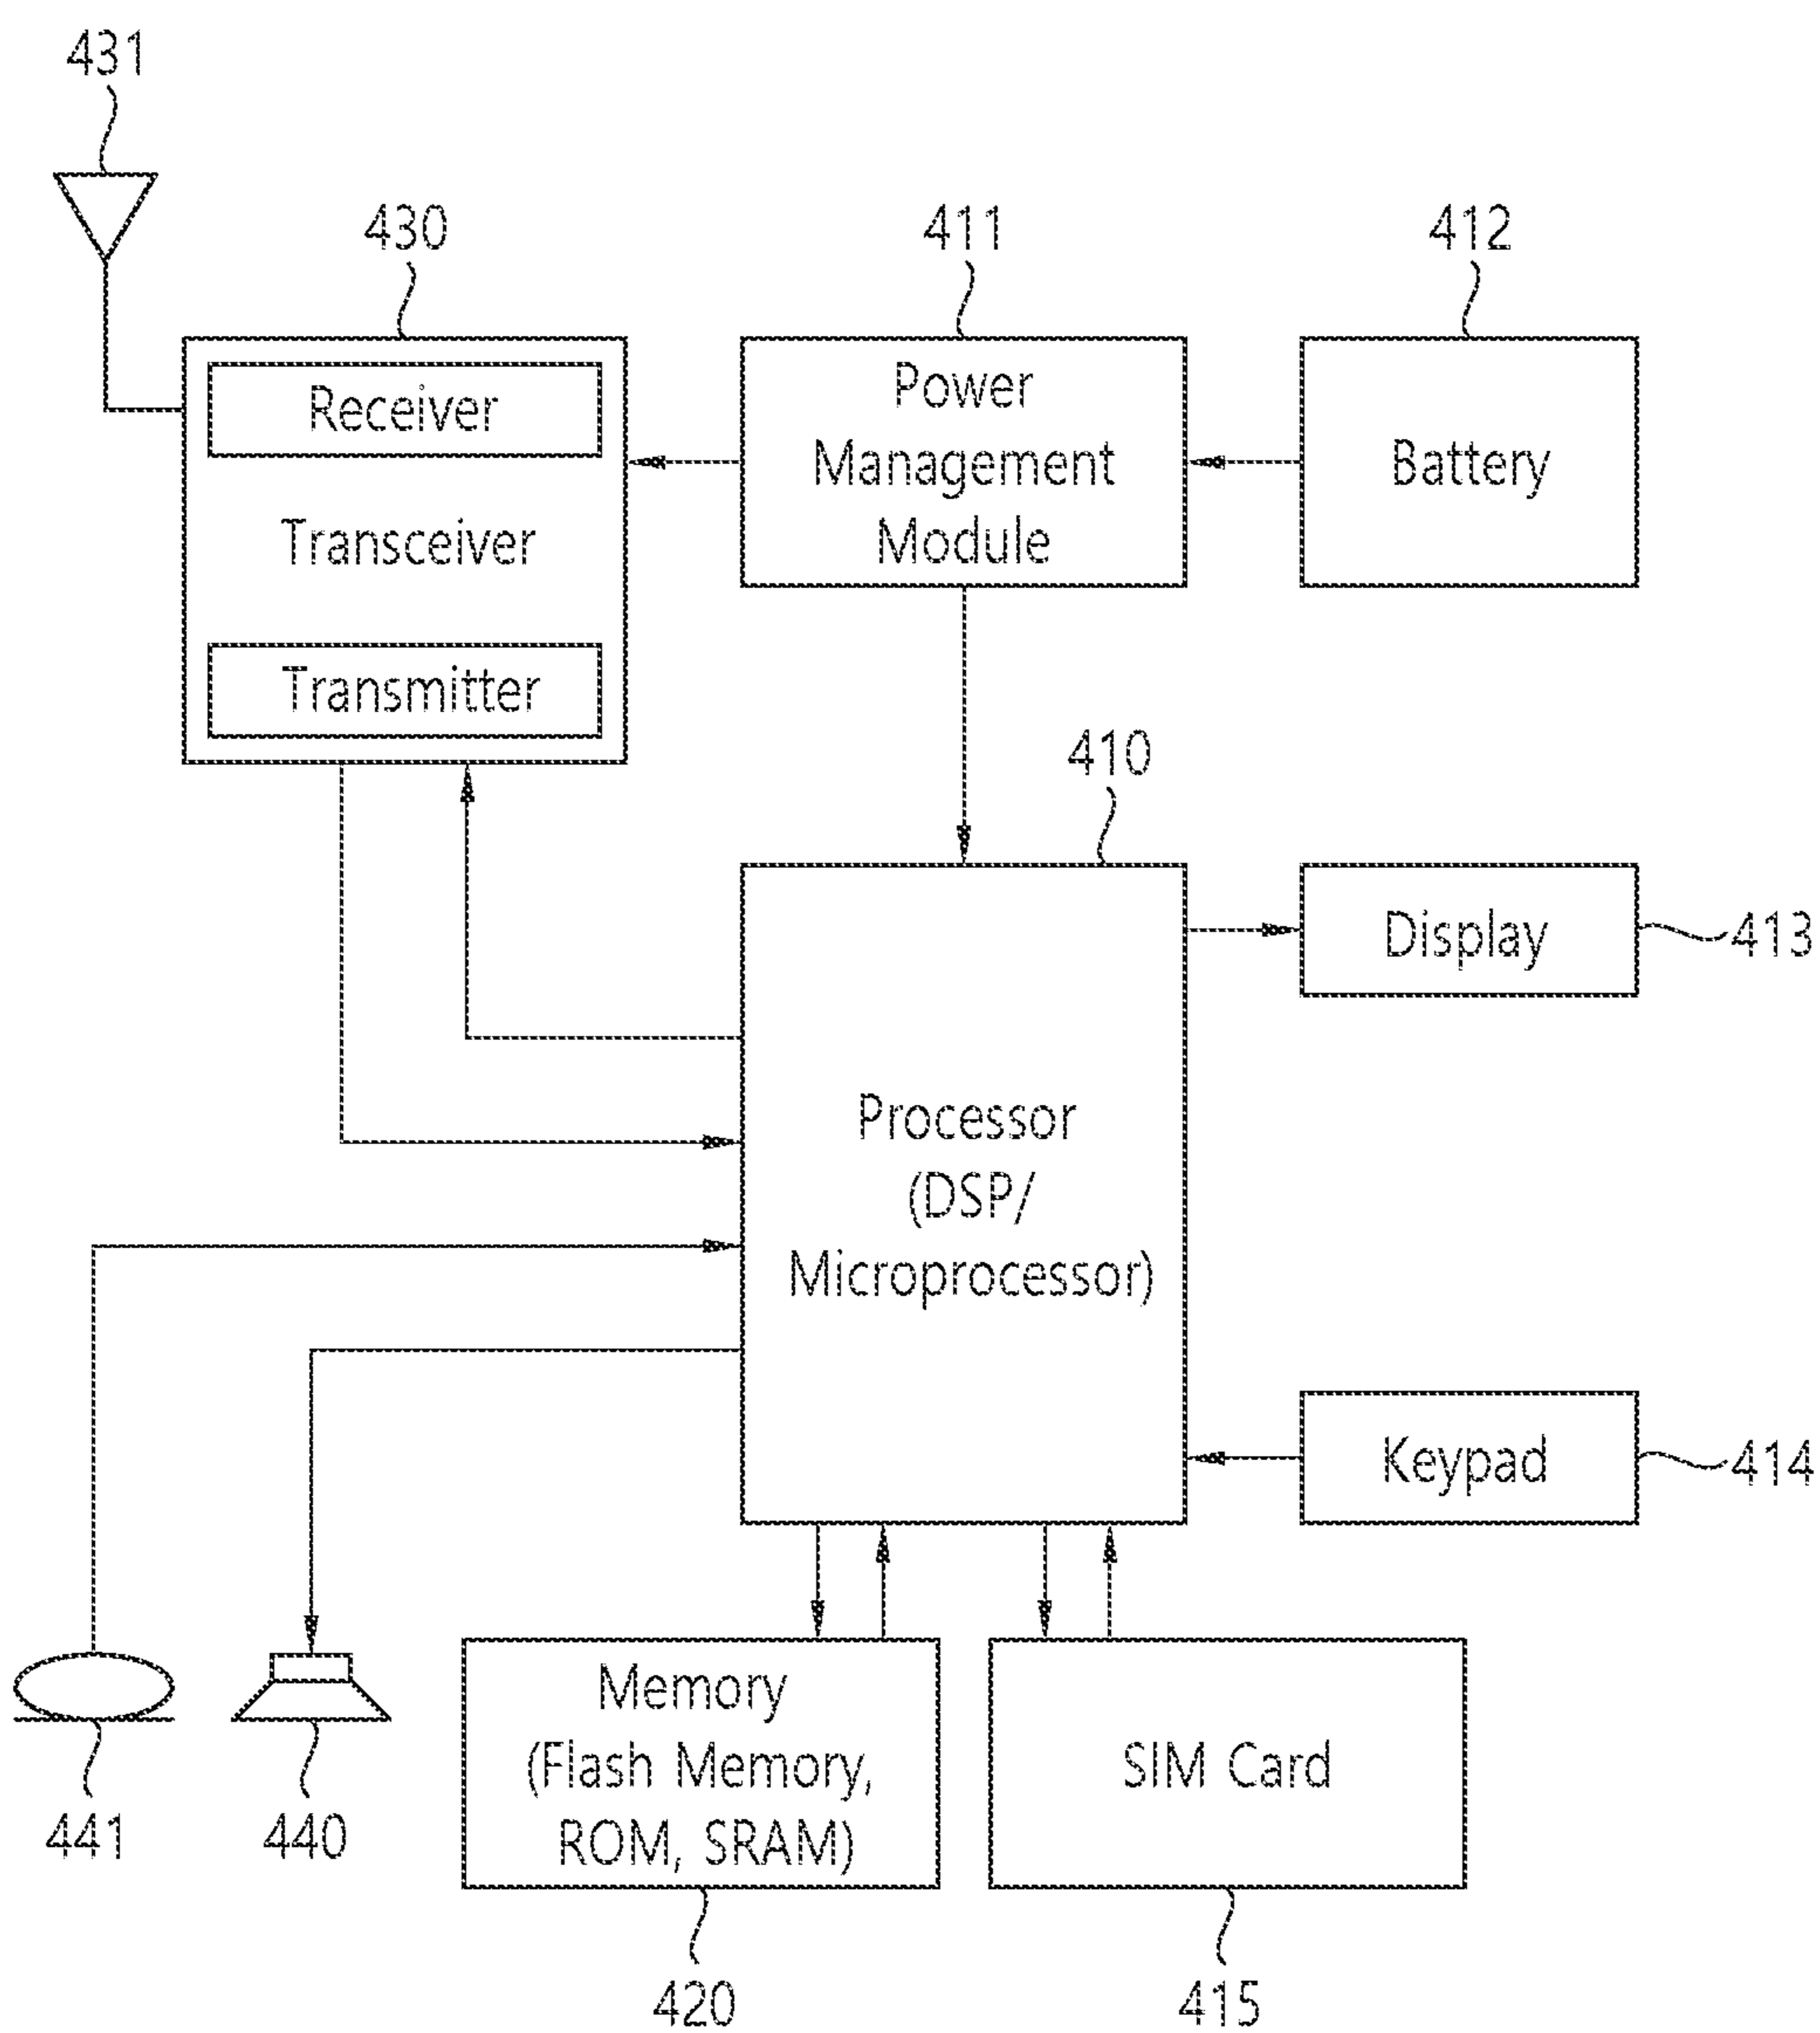 431
430
411
412
Receiver
Transceiver
Transmitter
Power
Management
Module
Battery
410
Display
413
Processor
(DSP/
Microprocessor)
Keypad
414
441
440
Memory
(Flash Memory,
ROM, SRAM)
SIM Card
420
415